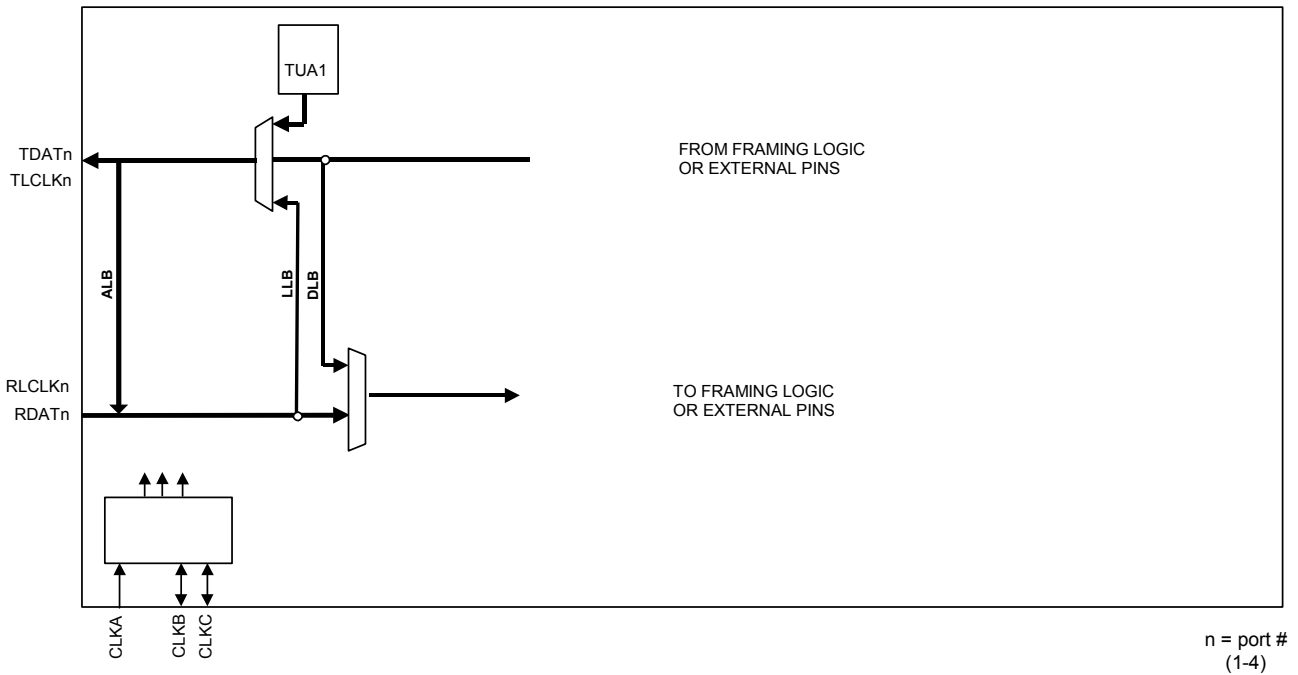 TUA1
TDATn
TLCLKn
FROM FRAMING LOGIC
OR EXTERNAL PINS
ALB
LLB
DLB
RLCLKn
RDATn
TO FRAMING LOGIC
OR EXTERNAL PINS
CLKA
CLKB
CLKC
n = port #
(1-4)